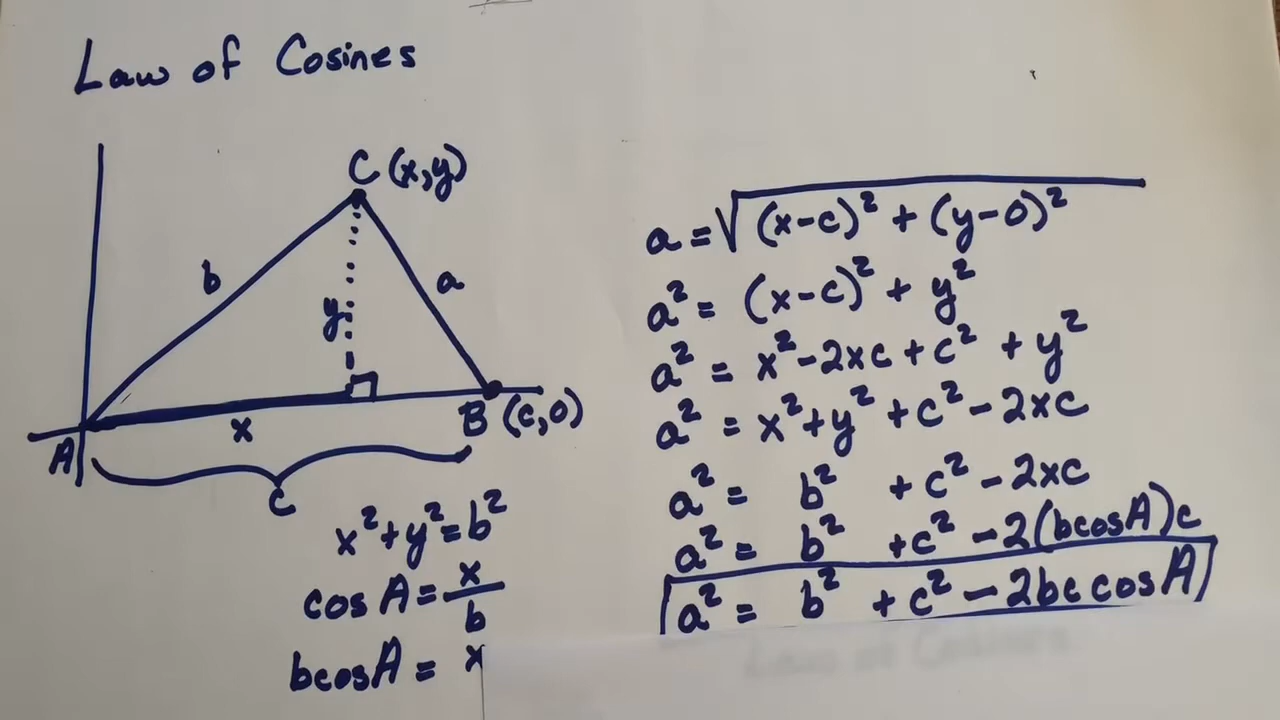 Law of Cosines
C (x,y)
b
a
y
A
x
B (c,0)
c
x²+y²=b²
cos A = x/b
bcosA = x
a = √(x-c)² + (y-0)²
a² = (x-c)² + y²
a² = x²-2xc+c² + y²
a² = x²+y²+c²-2xc
a² = b² +c²-2xc
a² = b² +c²-2(bcosA)c
a² = b² +c²-2bc cosA